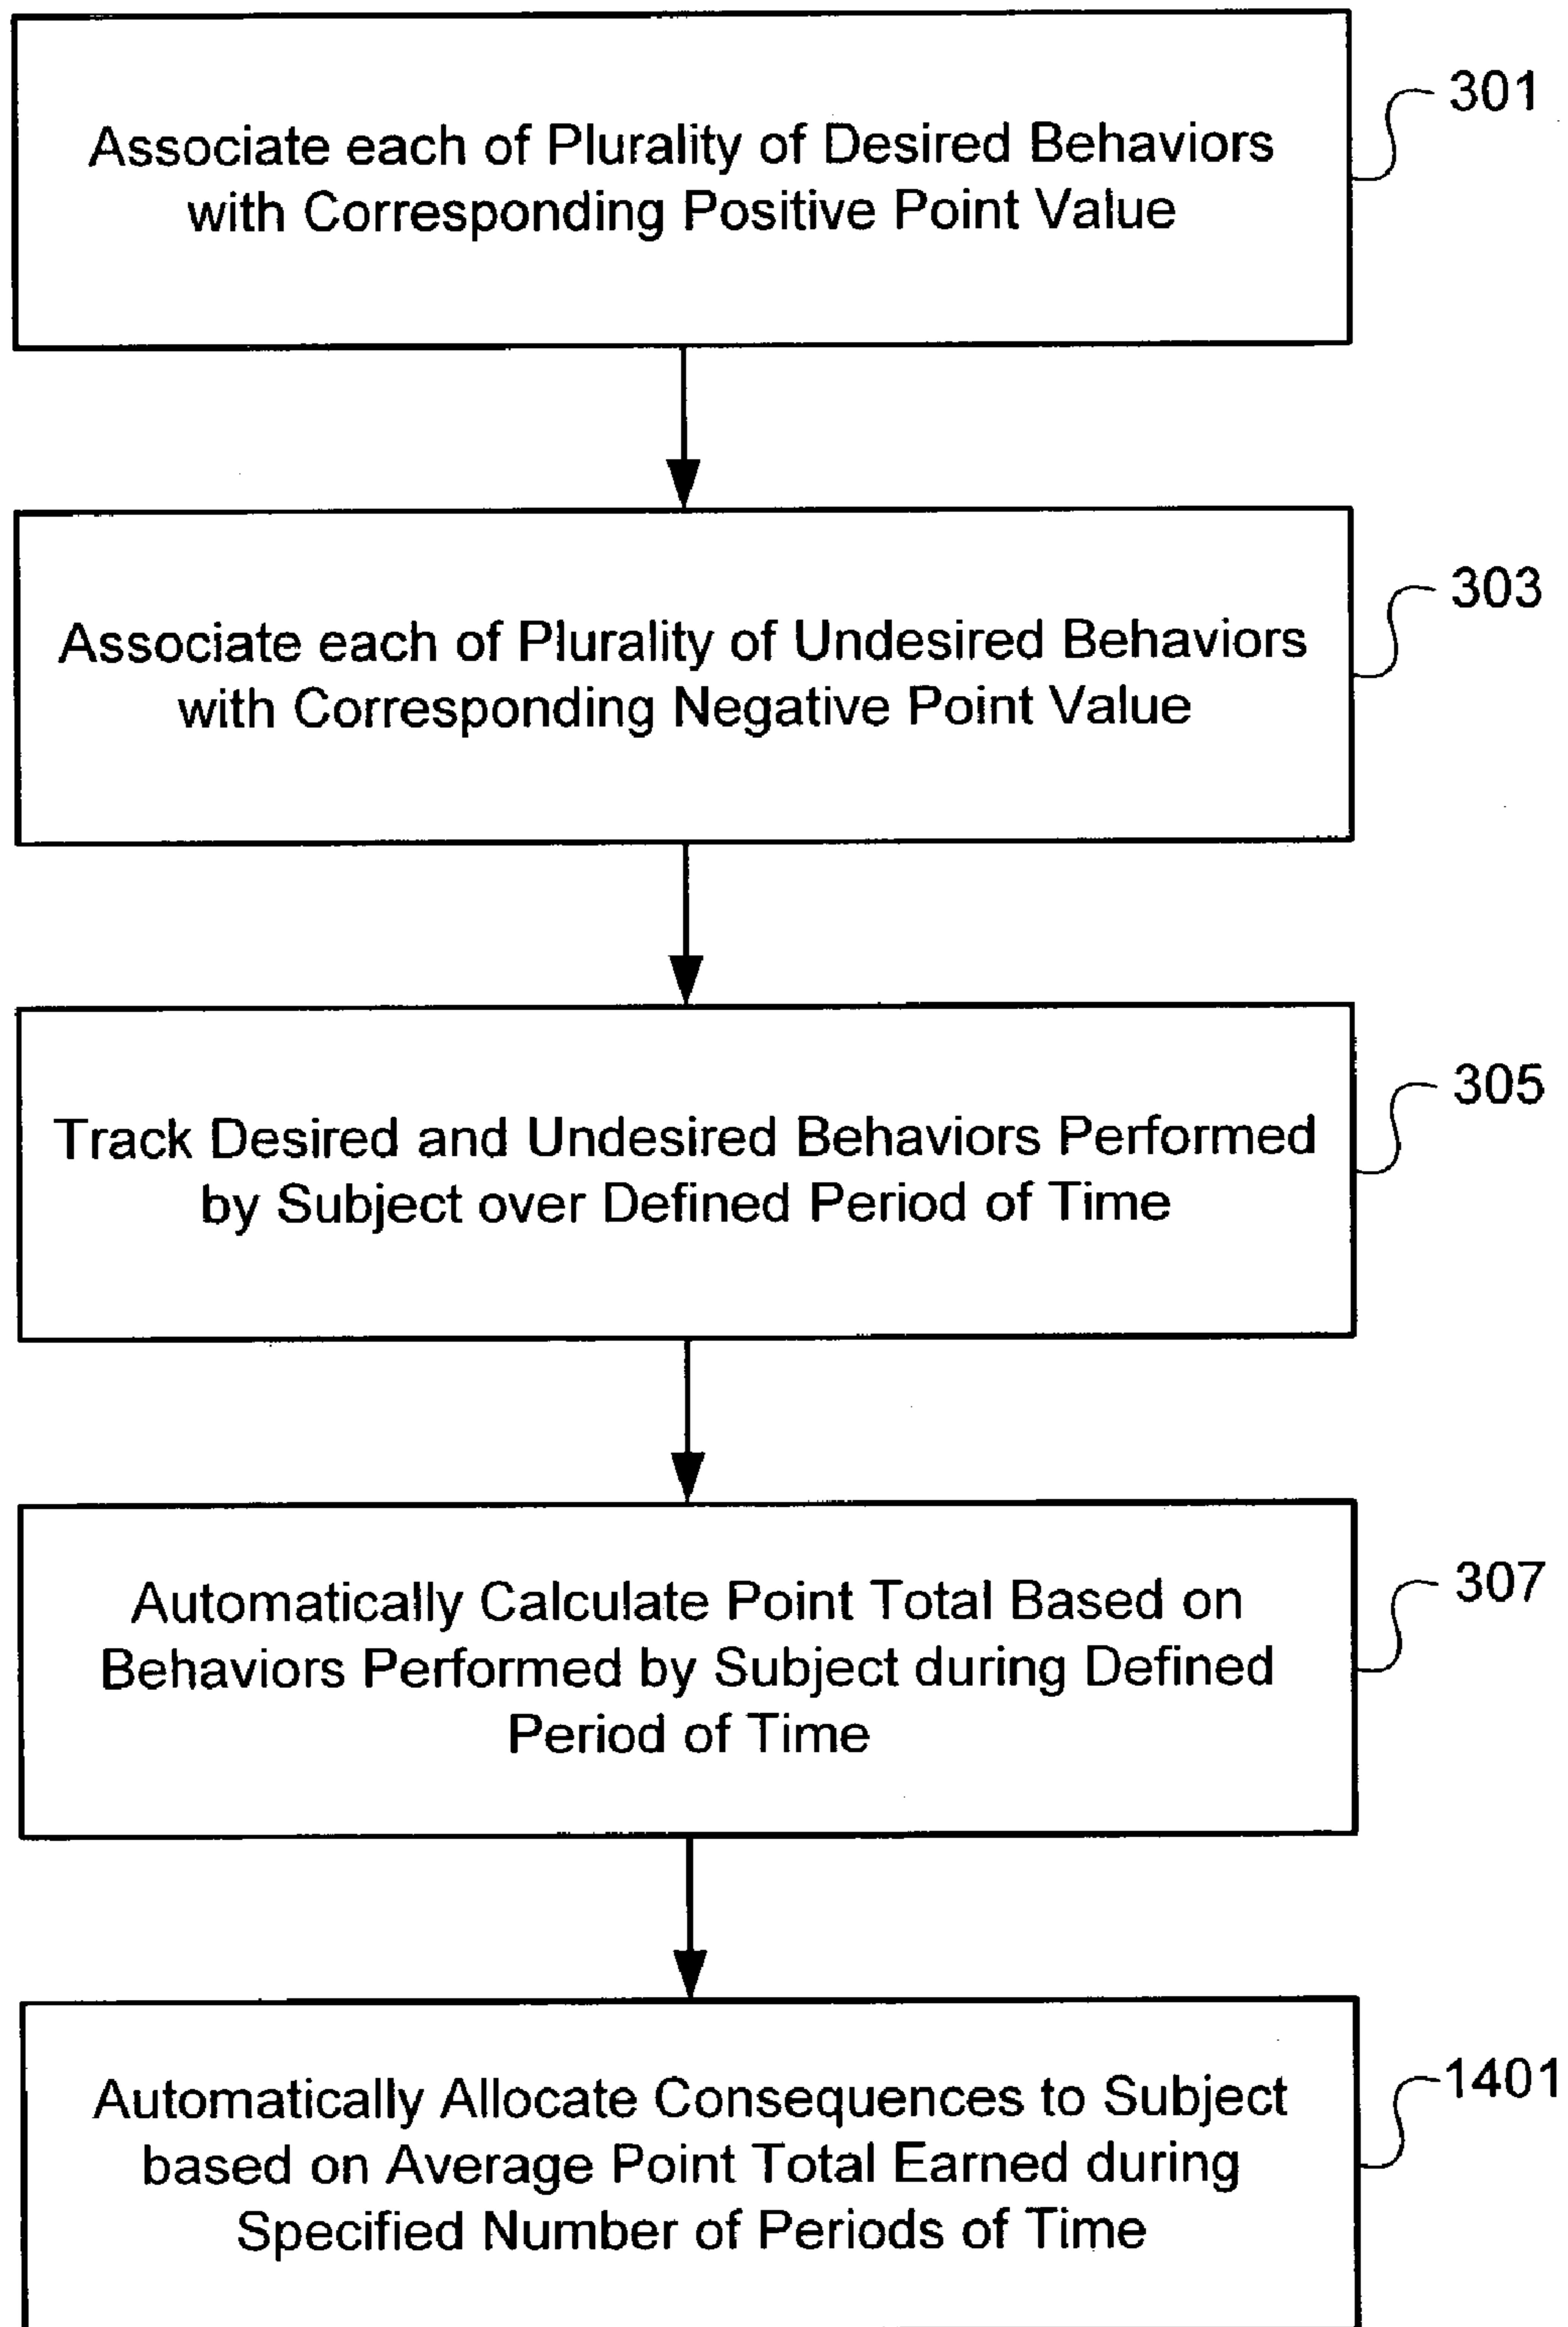 Associate each of Plurality of Desired Behaviors
with Corresponding Positive Point Value
301
Associate each of Plurality of Undesired Behaviors
with Corresponding Negative Point Value
303
Track Desired and Undesired Behaviors Performed
by Subject over Defined Period of Time
305
Automatically Calculate Point Total Based on
Behaviors Performed by Subject during Defined
Period of Time
307
Automatically Allocate Consequences to Subject
based on Average Point Total Earned during
Specified Number of Periods of Time
1401